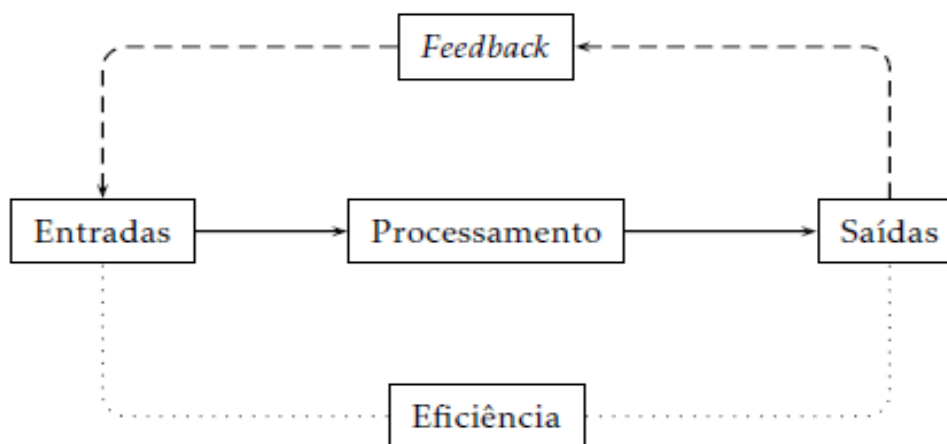 Feedback
Entradas
Processamento
Saídas
Eficiência